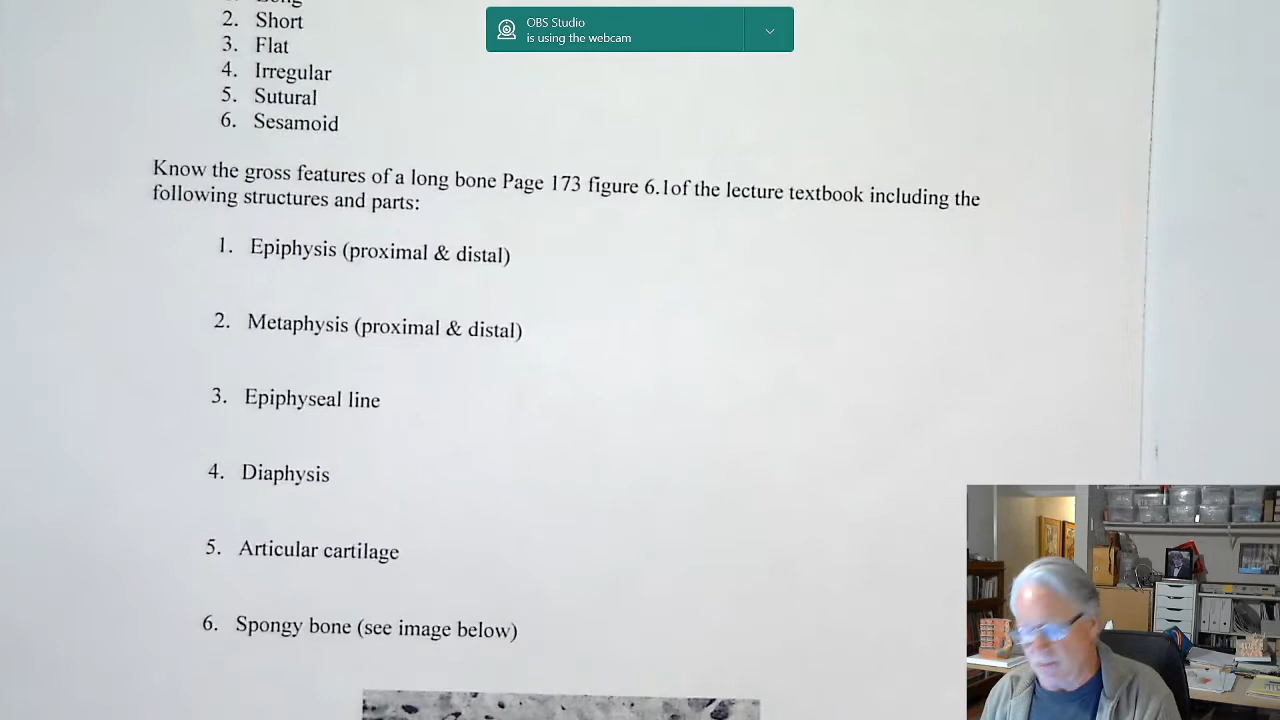 2. Short
OBS Studio
is using the webcam
3. Flat
4. Irregular
5. Sutural
6. Sesamoid
Know the gross features of a long bone Page 173 figure 6.1of the lecture textbook including the
following structures and parts:
1. Epiphysis (proximal & distal)
2. Metaphysis (proximal & distal)
3. Epiphyseal line
4. Diaphysis
5. Articular cartilage
6. Spongy bone (see image below)